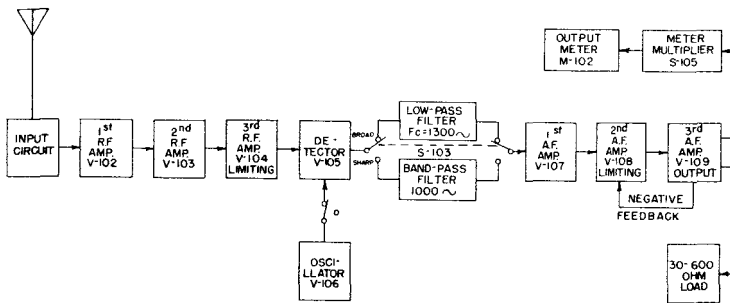 INPUT
CIRCUIT
1st
R.F.
AMP.
V-102
2nd
R.F.
AMP.
V-103
3rd
R.F.
AMP.
V-104
LIMITING
DE-
TECTOR
V-105
OSCIL-
LATOR
V-106
BROAD
SHARP
LOW-PASS
FILTER
Fc=1300~
S-103
BAND-PASS
FILTER
1000~
1st
A.F.
AMP.
V-107
2nd
A.F.
AMP.
V-108
LIMITING
3rd
A.F.
AMP.
V-109
OUTPUT
NEGATIVE
FEEDBACK
OUTPUT
METER
M-102
METER
MULTIPLIER
S-105
30-600
OHM
LOAD